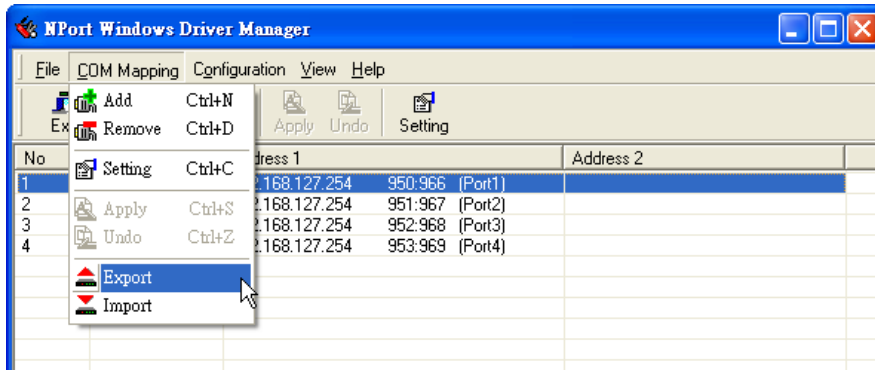 NPort Windows Driver Manager
File COM Mapping Configuration View Help
Ex Apply Undo Setting
Add Ctrl+N
Remove Ctrl+D
Setting Ctrl+C
Apply Ctrl+S
Undo Ctrl+Z
Export
Import
No dress 1 Address 2
1 2.168.127.254 950:966 (Port1)
2 2.168.127.254 951:967 (Port2)
3 2.168.127.254 952:968 (Port3)
4 2.168.127.254 953:969 (Port4)